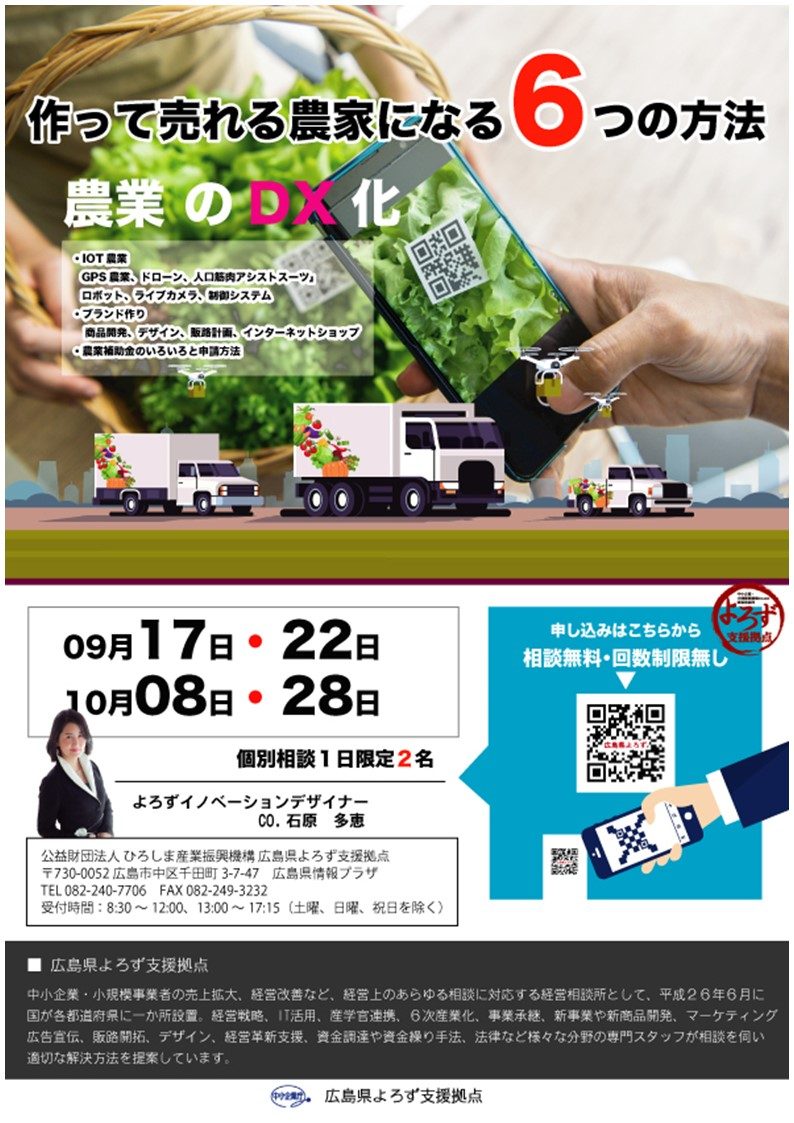 作って売れる農家になる6つの方法
農業 の DX 化
・IOT 農業
GPS 農業、ドローン、人口筋肉アシストスーツ』
ロボット、ライブカメラ、制御システム
・ブランド作り
商品開発、デザイン、販路計画、インターネットショップ
・農業補助金のいろいろと申請方法
09月17日・22日
10月08日・28日
個別相談1日限定2名
よろずイノベーションデザイナー
CO. 石原　多恵
公益財団法人 ひろしま産業振興機構 広島県よろず支援拠点
〒730-0052 広島市中区千田町 3-7-47　広島県情報プラザ
TEL 082-240-7706　FAX 082-249-3232
受付時間：8:30 ～ 12:00、13:00 ～ 17:15（土曜、日曜、祝日を除く）
よろず
支援拠点
申し込みはこちらから
相談無料・回数制限無し
広島県よろず
■ 広島県よろず支援拠点
中小企業・小規模事業者の売上拡大、経営改善など、経営上のあらゆる相談に対応する経営相談所として、平成２６年６月に
国が各都道府県に一か所設置。経営戦略、IT活用、産学官連携、６次産業化、事業承継、新事業や新商品開発、マーケティング
広告宣伝、販路開拓、デザイン、経営革新支援、資金調達や資金繰り手法、法律など様々な分野の専門スタッフが相談を伺い
適切な解決方法を提案しています。
中小企業庁 広島県よろず支援拠点